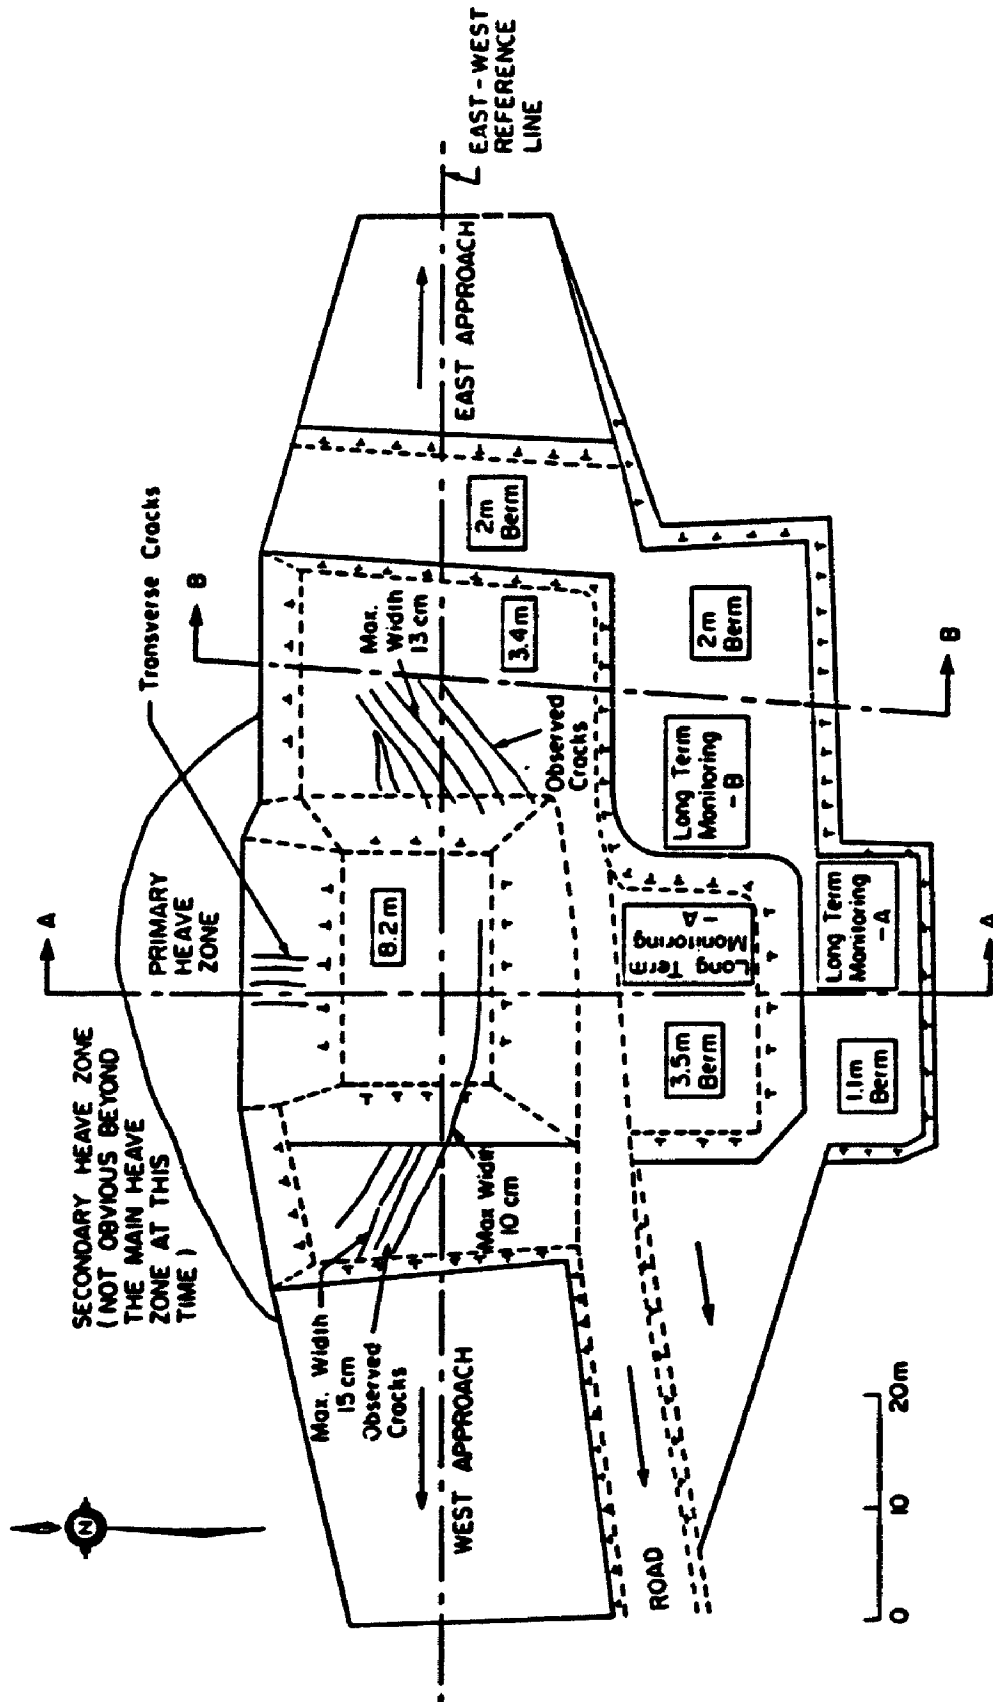 SECONDARY HEAVE ZONE
(NOT OBVIOUS BEYOND
THE MAIN HEAVE
ZONE AT THIS
TIME)
N
A
PRIMARY
HEAVE
ZONE
Transverse Cracks
B
Max. Width
15 cm
Observed
Cracks
8.2m
Max.
Width
13 cm
WEST APPROACH
EAST APPROACH
EAST-WEST
REFERENCE
LINE
Max Width
10 cm
3.4m
2m
Berm
Observed
Cracks
ROAD
3.5m
Berm
Long Term
Monitoring
- A
Long Term
Monitoring
- B
2m
Berm
1.1m
Berm
Long Term
Monitoring
- A
A
B
0
10
20m